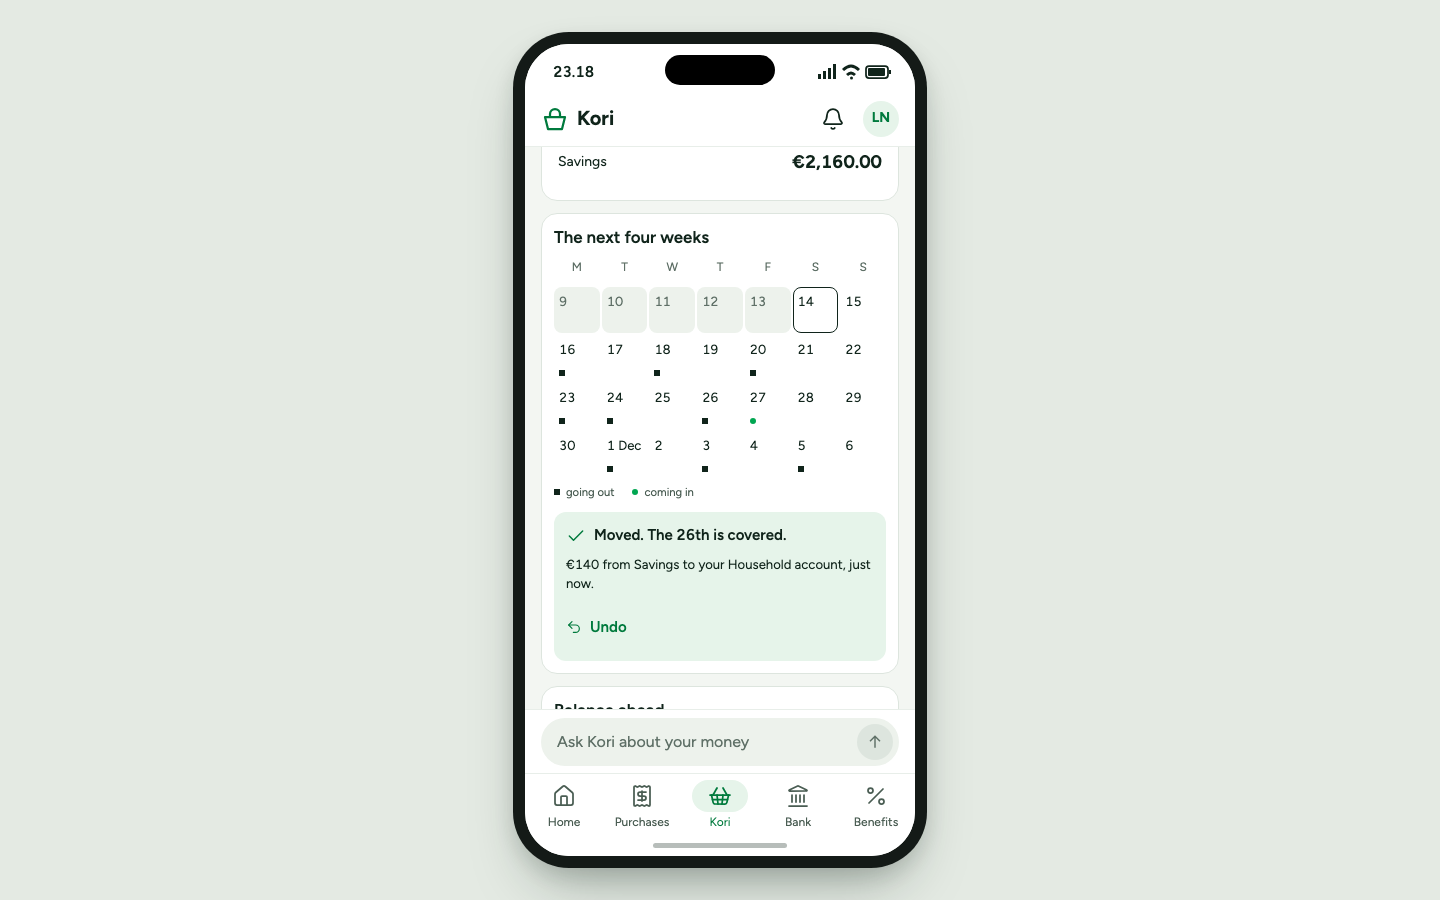 23.18
Kori
LN
Savings €2,160.00
The next four weeks
M T W T F S S
9 10 11 12 13 14 15
16 17 18 19 20 21 22
23 24 25 26 27 28 29
30 1 Dec 2 3 4 5 6
going out coming in
Moved. The 26th is covered.
€140 from Savings to your Household account, just
now.
Undo
Balance ahead
Ask Kori about your money
Home Purchases Kori Bank Benefits